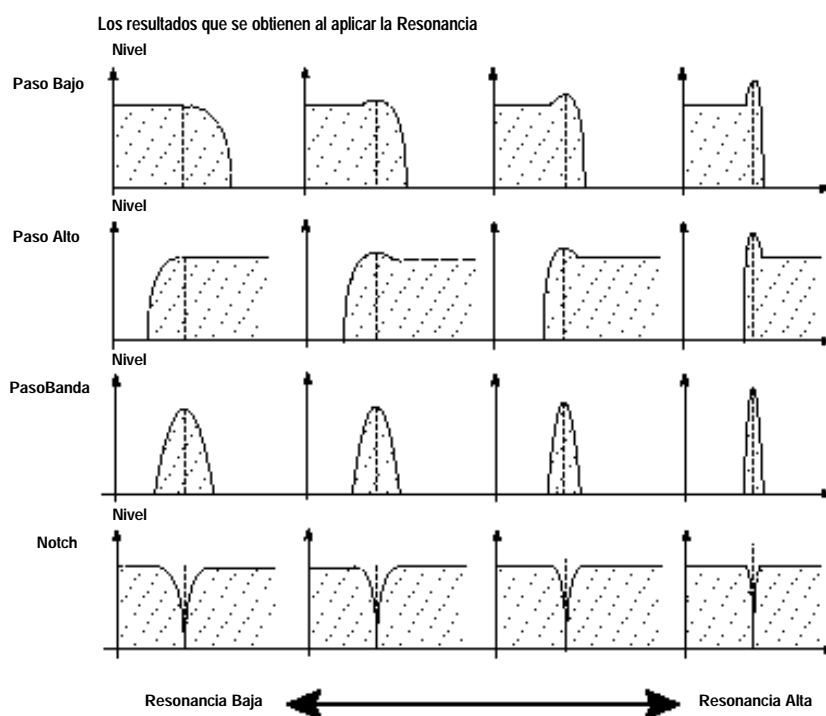 Los resultados que se obtienen al aplicar la Resonancia
Nivel
Paso Bajo
Nivel
Paso Alto
Nivel
PasoBanda
Nivel
Notch
Resonancia Baja
Resonancia Alta